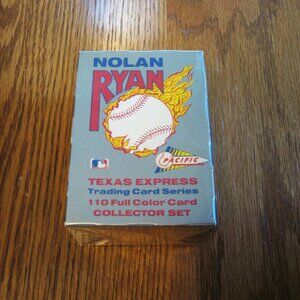 NOLAN
RYAN
PACIFIC
TEXAS EXPRESS
Trading Card Series
110 Full Color Card
COLLECTOR SET